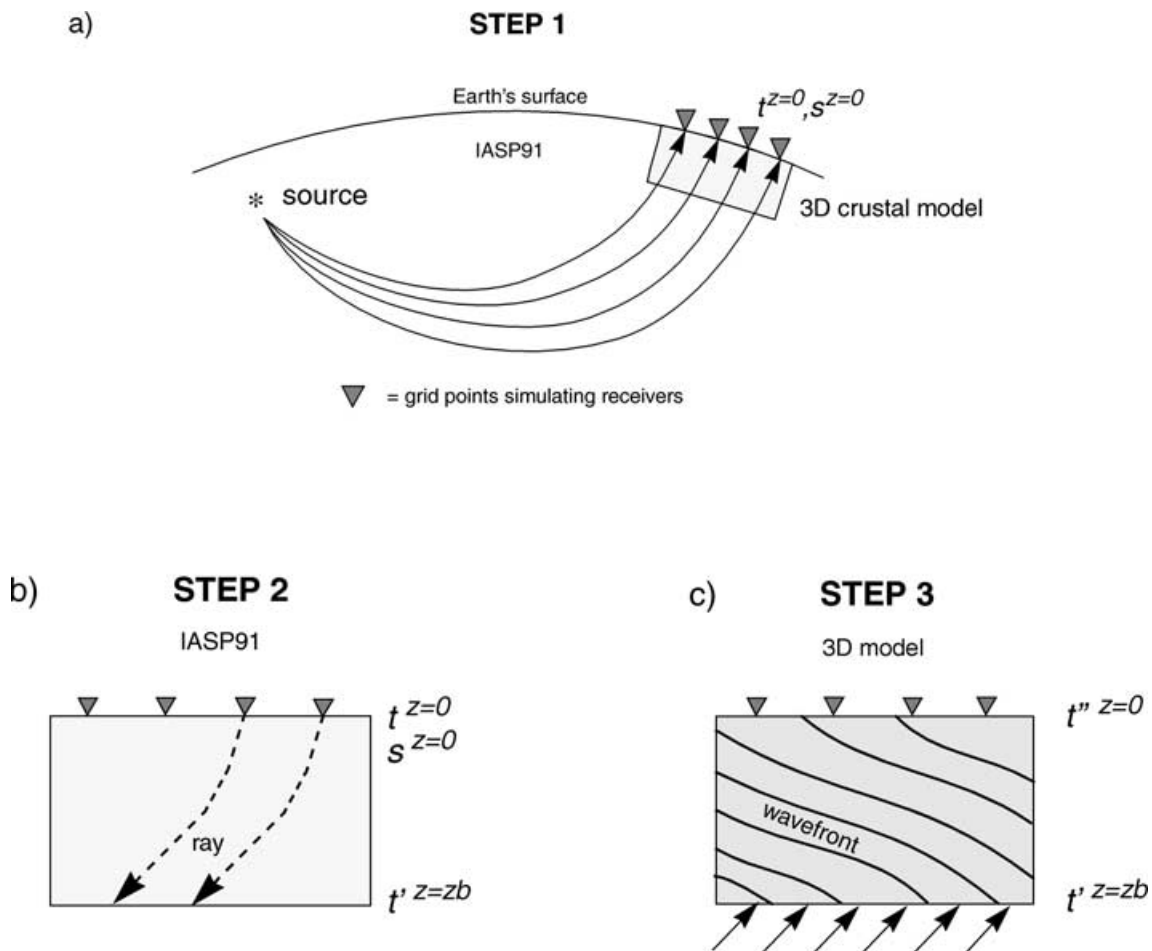 a)
STEP 1
Earth's surface
t^{z=0},s^{z=0}
IASP91
* source
3D crustal model
= grid points simulating receivers
b)
STEP 2
IASP91
t^{z=0}
s^{z=0}
ray
t'^{z=zb}
c)
STEP 3
3D model
t"^{z=0}
wavefront
t'^{z=zb}